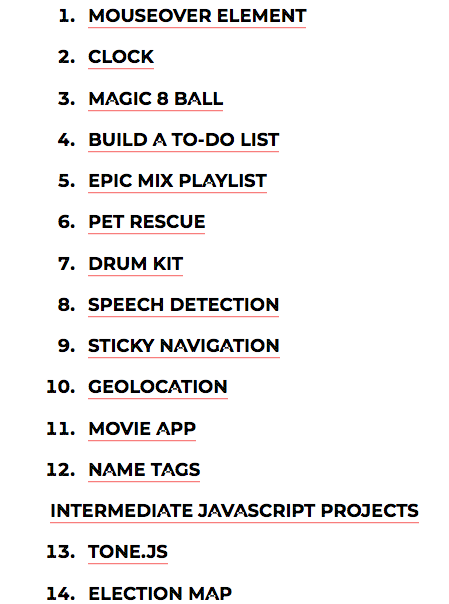 1. MOUSEOVER ELEMENT
2. CLOCK
3. MAGIC 8 BALL
4. BUILD A TO-DO LIST
5. EPIC MIX PLAYLIST
6. PET RESCUE
7. DRUM KIT
8. SPEECH DETECTION
9. STICKY NAVIGATION
10. GEOLOCATION
11. MOVIE APP
12. NAME TAGS
INTERMEDIATE JAVASCRIPT PROJECTS
13. TONE.JS
14. ELECTION MAP